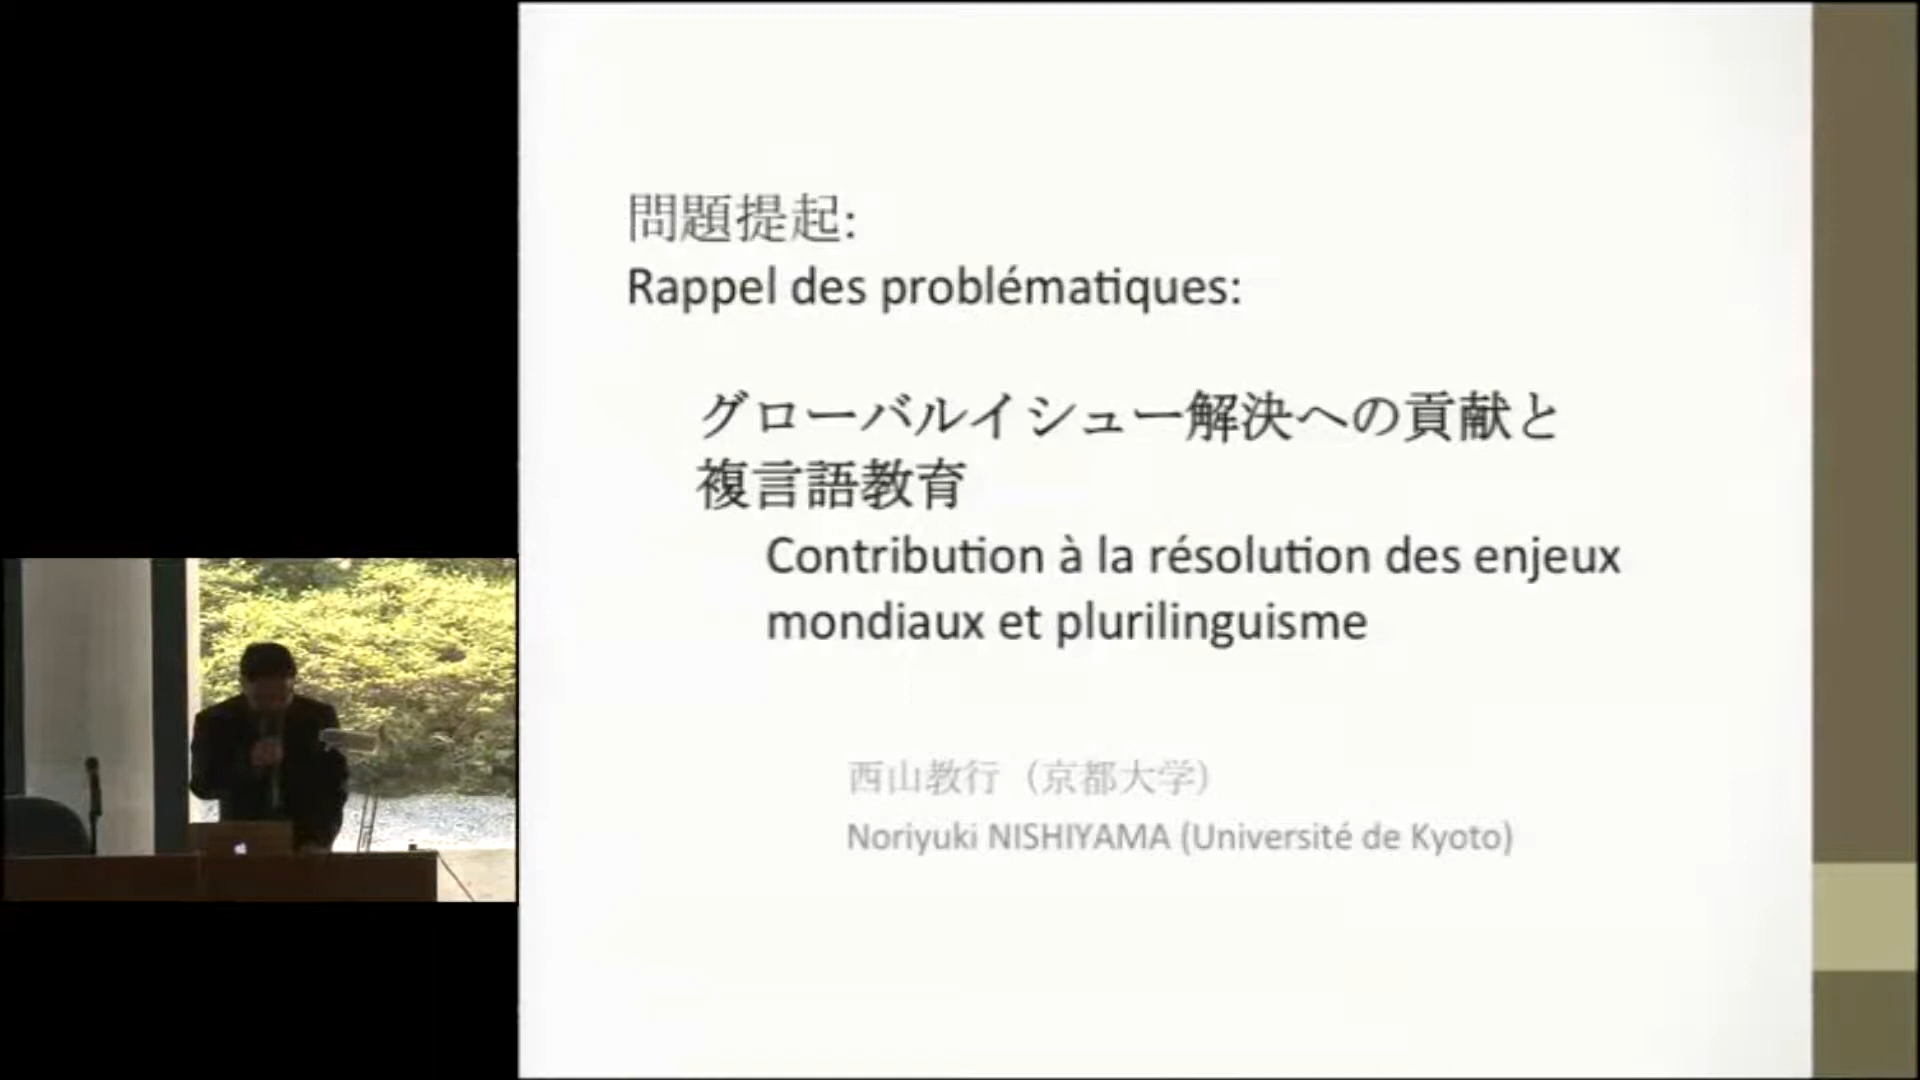 問題提起:
Rappel des problématiques:
グローバルイシュー解決への貢献と
複言語教育
Contribution à la résolution des enjeux
mondiaux et plurilinguisme
西山教行（京都大学）
Noriyuki NISHIYAMA (Université de Kyoto)